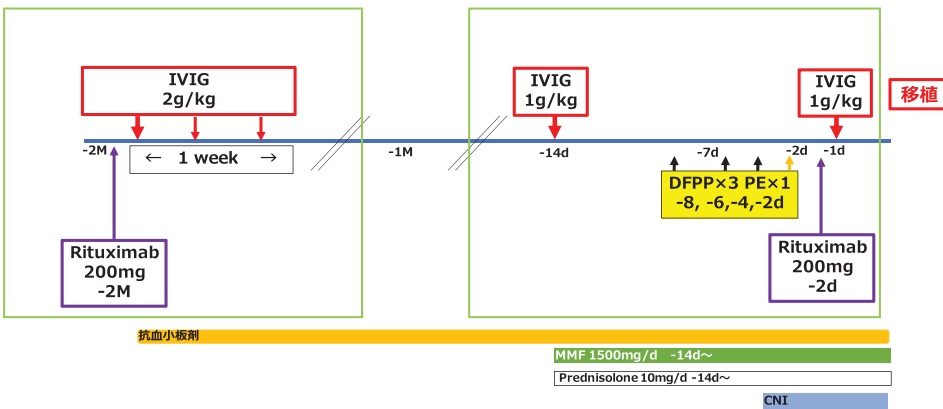 IVIG
2g/kg
IVIG
1g/kg
IVIG
1g/kg
移植
-2M
← 1 week →
-1M
-14d
-7d
-2d
-1d
DFPP×3 PE×1
-8, -6,-4,-2d
Rituximab
200mg
-2M
Rituximab
200mg
-2d
抗血小板剤
MMF 1500mg/d -14d～
Prednisolone 10mg/d -14d～
CNI